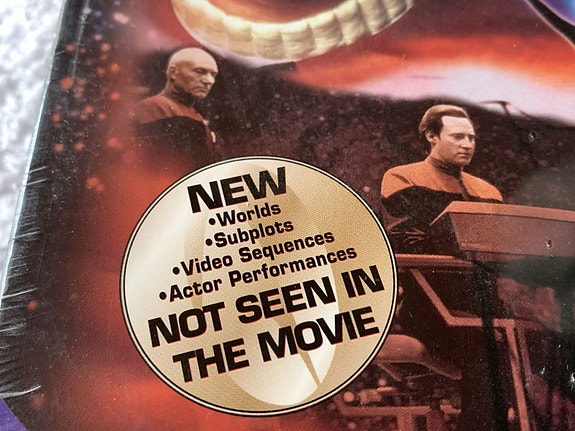 NEW
•Worlds
•Subplots
•Video Sequences
•Actor Performances
NOT SEEN IN
THE MOVIE